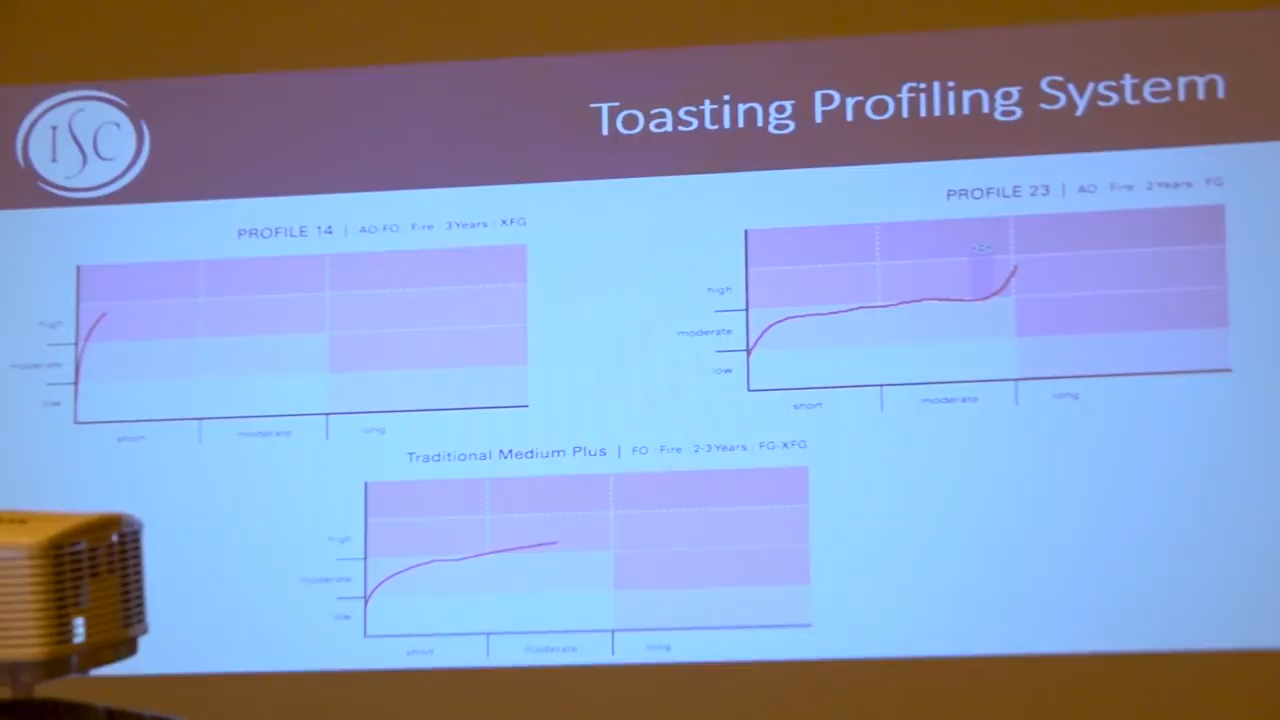 ISC
Toasting Profiling System
PROFILE 14 | AO-FO Fire 3 Years XFG
high
moderate
low
short
moderate
long
PROFILE 23 | AO Fire 2 Years FG
high
moderate
low
short
moderate
long
Traditional Medium Plus | FO Fire 2-3 Years FG-XFG
high
moderate
low
short
moderate
long